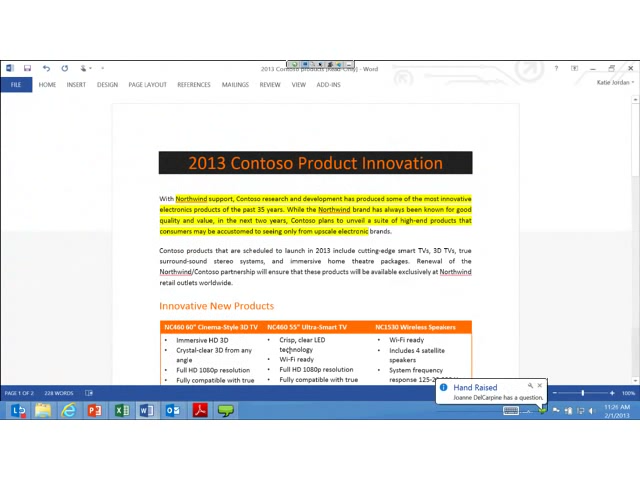 2013 Contoso products [Read-Only] - Word
FILE HOME INSERT DESIGN PAGE LAYOUT REFERENCES MAILINGS REVIEW VIEW ADD-INS
Katie Jordan
2013 Contoso Product Innovation
With Northwind support, Contoso research and development has produced some of the most innovative
electronics products of the past 35 years. While the Northwind brand has always been known for good
quality and value, in the next two years, Contoso plans to unveil a suite of high-end products that
consumers may be accustomed to seeing only from upscale electronic brands.
Contoso products that are scheduled to launch in 2013 include cutting-edge smart TVs, 3D TV, true
surround-sound stereo systems, and immersive home theatre packages. Renewal of the
Northwind/Contoso partnership will ensure that these products will be available exclusively at Northwind
retail outlets worldwide.
Innovative New Products
NC460 60" Cinema-Style 3D TV
• Immersive HD 3D
• Crystal-clear 3D from any
angle
• Full HD 1080p resolution
• Fully compatible with true
NC460 55" Ultra-Smart TV
• Crisp, clear LED
technology
• Wi-Fi ready
• Full HD 1080p resolution
• Fully compatible with true
NC1530 Wireless Speakers
• Wi-Fi ready
• Includes 4 satellite
speakers
• System frequency
response
Hand Raised
Joanne DelCarpine has a question.
PAGE 1 OF 2 228 WORDS
100%
11:26 AM
2/1/2013